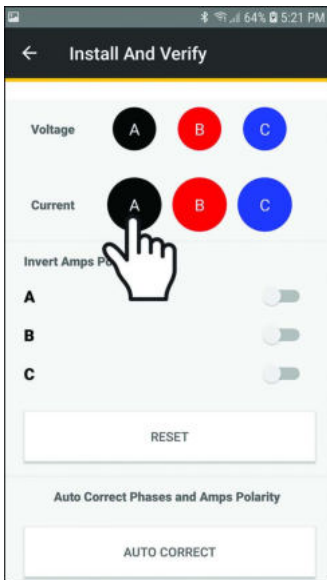 64% 5:21 PM
Install And Verify
Voltage A B C
Current A B C
Invert Amps Po
A
B
C
RESET
Auto Correct Phases and Amps Polarity
AUTO CORRECT